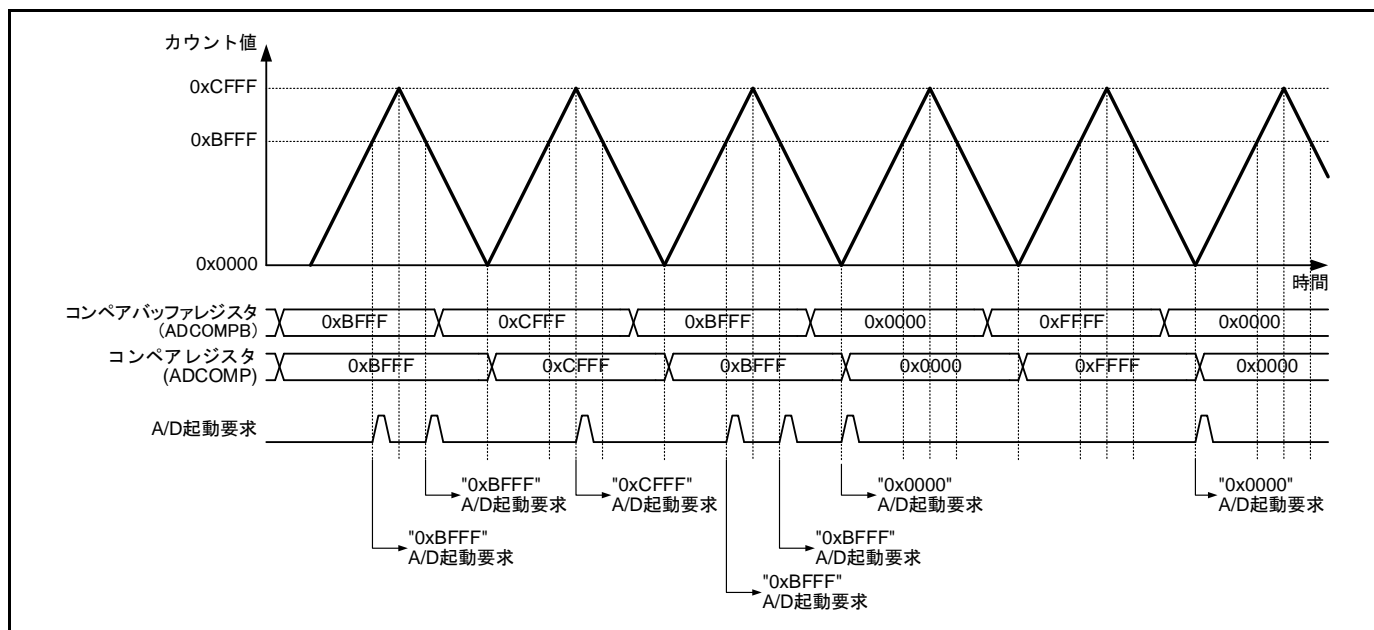 カウント値
0xCFFF
0xBFFF
0x0000
時間
コンペアバッファレジスタ
(ADCOMPB)
0xBFFF 0xCFFF 0xBFFF 0x0000 0xFFFF 0x0000
コンペアレジスタ
(ADCOMP)
0xBFFF 0xCFFF 0xBFFF 0x0000 0xFFFF 0x0000
A/D起動要求
"0xBFFF"
A/D起動要求
"0xCFFF"
A/D起動要求
"0x0000"
A/D起動要求
"0x0000"
A/D起動要求
"0xBFFF"
A/D起動要求
"0xBFFF"
A/D起動要求
"0xBFFF"
A/D起動要求